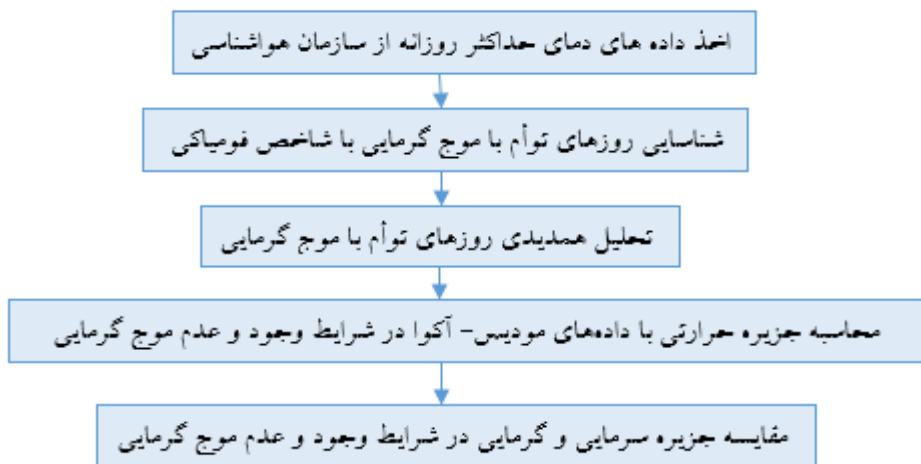 اخذ داده های دمای حداکثر روزانه از سازمان هواشناسی
شناسایی روزهای توأم با موج گرمایی با شاخص فومیاکی
تحلیل همدیدی روزهای توأم با موج گرمایی
محاسبه جزیره حرارتی با داده‌های مودیس- آکوا در شرایط وجود و عدم موج گرمایی
مقایسه جزیره سرمایی و گرمایی در شرایط وجود و عدم موج گرمایی